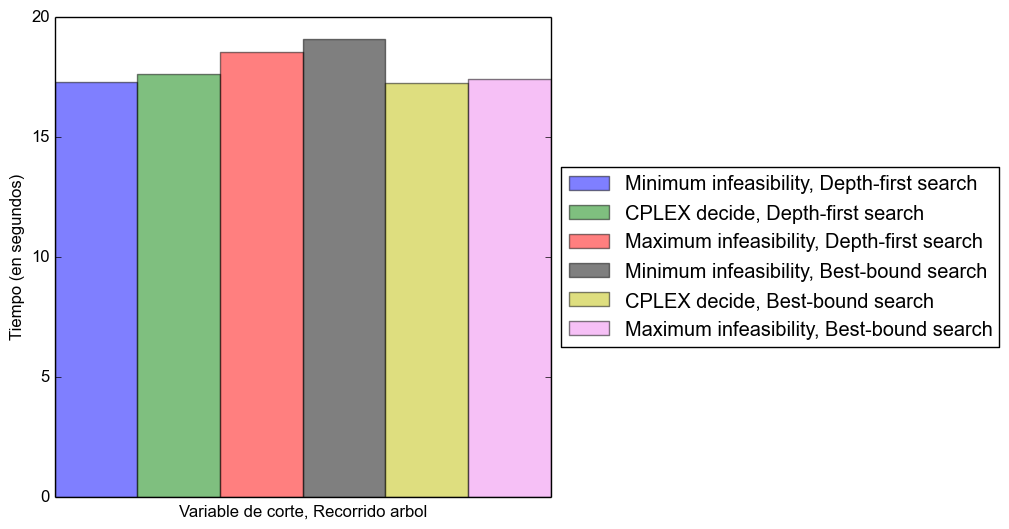 20
15
10
5
0
Tiempo (en segundos)
Variable de corte, Recorrido arbol
Minimum infeasibility, Depth-first search
CPLEX decide, Depth-first search
Maximum infeasibility, Depth-first search
Minimum infeasibility, Best-bound search
CPLEX decide, Best-bound search
Maximum infeasibility, Best-bound search